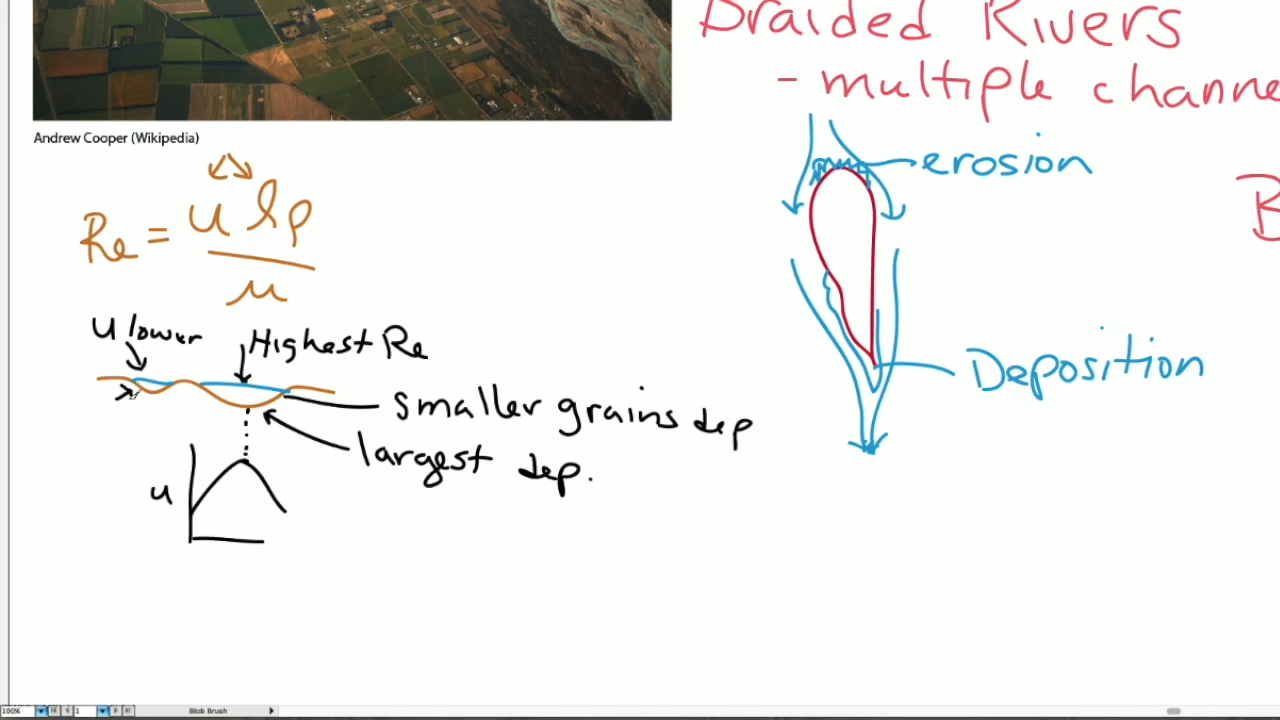 Braided Rivers
- multiple channe
Andrew Cooper (Wikipedia)
erosion
B
Re = u l ρ
μ
u lower
Highest Re
Deposition
smaller grains dep
largest dep.
u
100%
1
Blob Brush